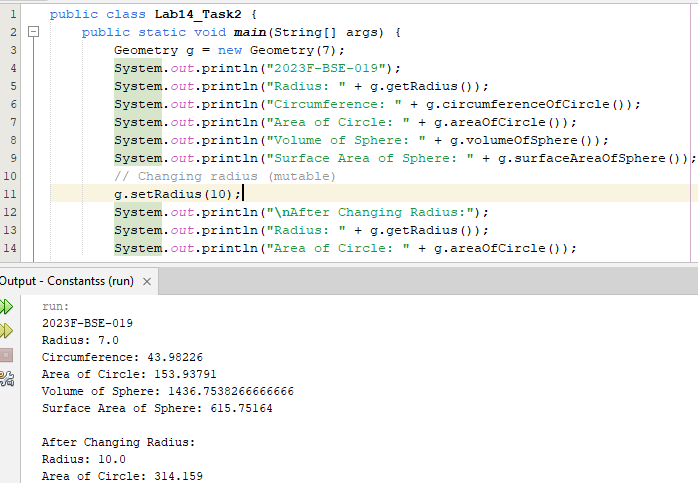 1 public class Lab14_Task2 {
2 public static void main(String[] args) {
3 Geometry g = new Geometry(7);
4 System.out.println("2023F-BSE-019");
5 System.out.println("Radius: " + g.getRadius());
6 System.out.println("Circumference: " + g.circumferenceOfCircle());
7 System.out.println("Area of Circle: " + g.areaOfCircle());
8 System.out.println("Volume of Sphere: " + g.volumeOfSphere());
9 System.out.println("Surface Area of Sphere: " + g.surfaceAreaOfSphere());
10 // Changing radius (mutable)
11 g.setRadius(10);
12 System.out.println("\nAfter Changing Radius:");
13 System.out.println("Radius: " + g.getRadius());
14 System.out.println("Area of Circle: " + g.areaOfCircle());
Output - Constantss (run) ×
run:
2023F-BSE-019
Radius: 7.0
Circumference: 43.98226
Area of Circle: 153.93791
Volume of Sphere: 1436.7538266666666
Surface Area of Sphere: 615.75164
After Changing Radius:
Radius: 10.0
Area of Circle: 314.159